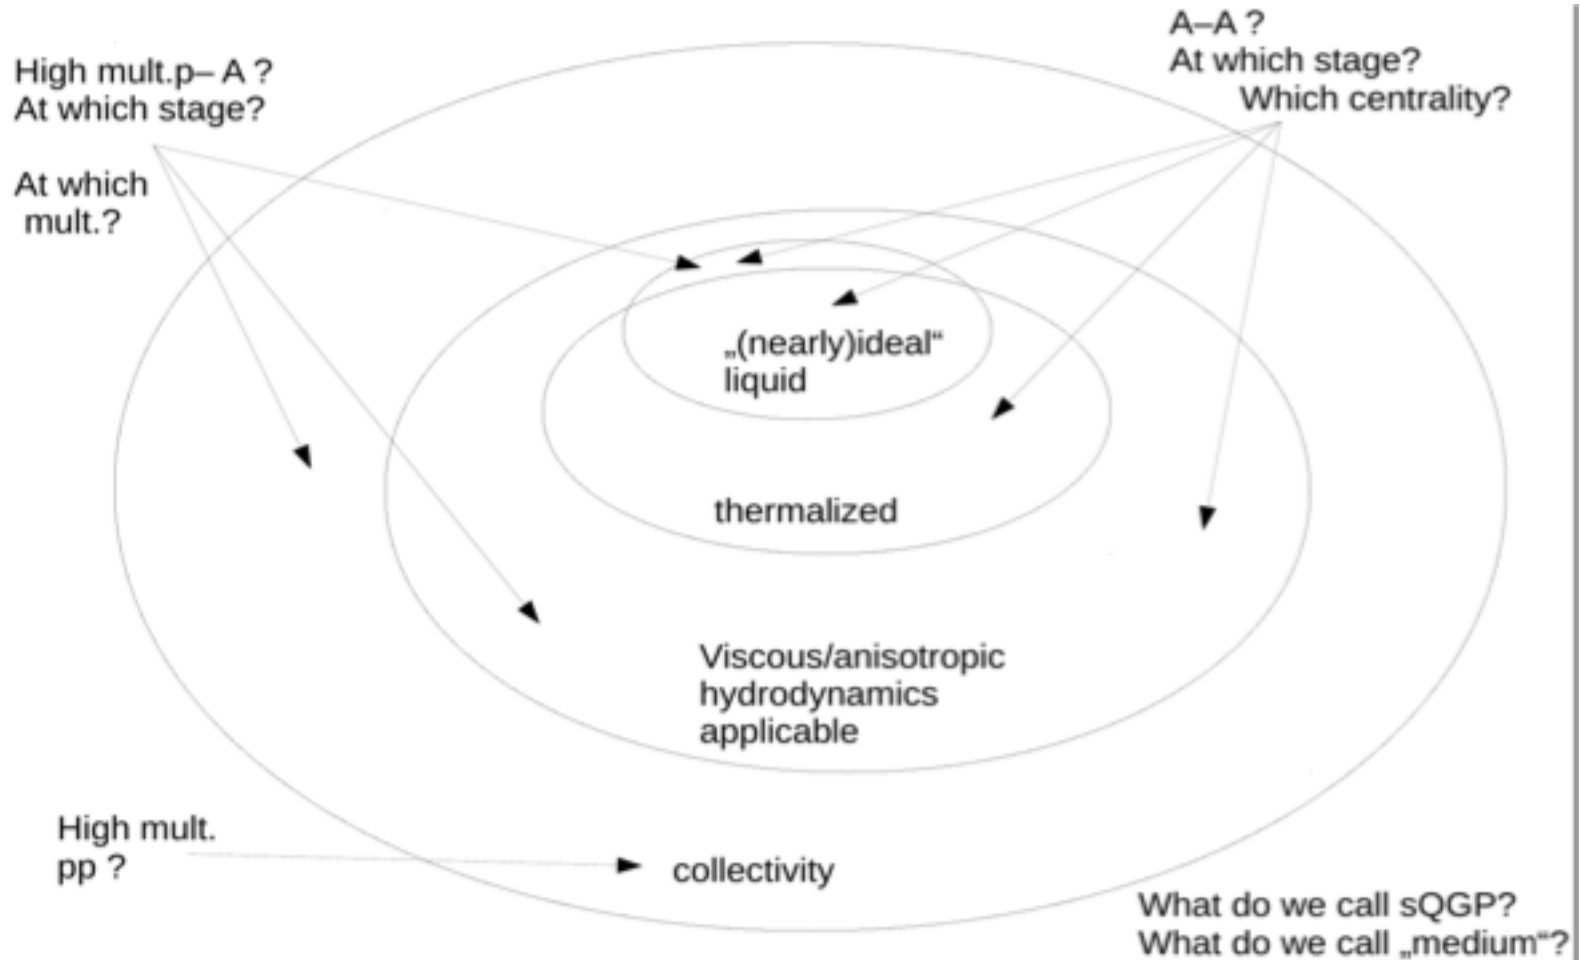 High mult.p– A ?
At which stage?
At which
mult.?
A–A ?
At which stage?
Which centrality?
„(nearly)ideal“
liquid
thermalized
Viscous/anisotropic
hydrodynamics
applicable
High mult.
pp ?
collectivity
What do we call sQGP?
What do we call „medium“?